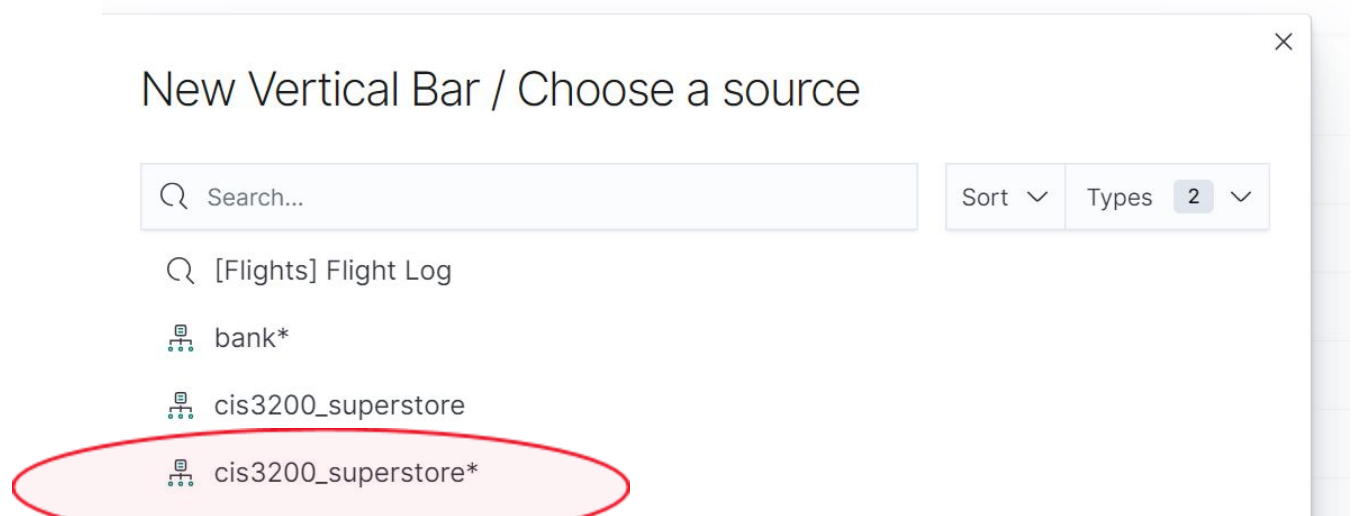 New Vertical Bar / Choose a source
Search... Sort Types 2
[Flights] Flight Log
bank*
cis3200_superstore
cis3200_superstore*